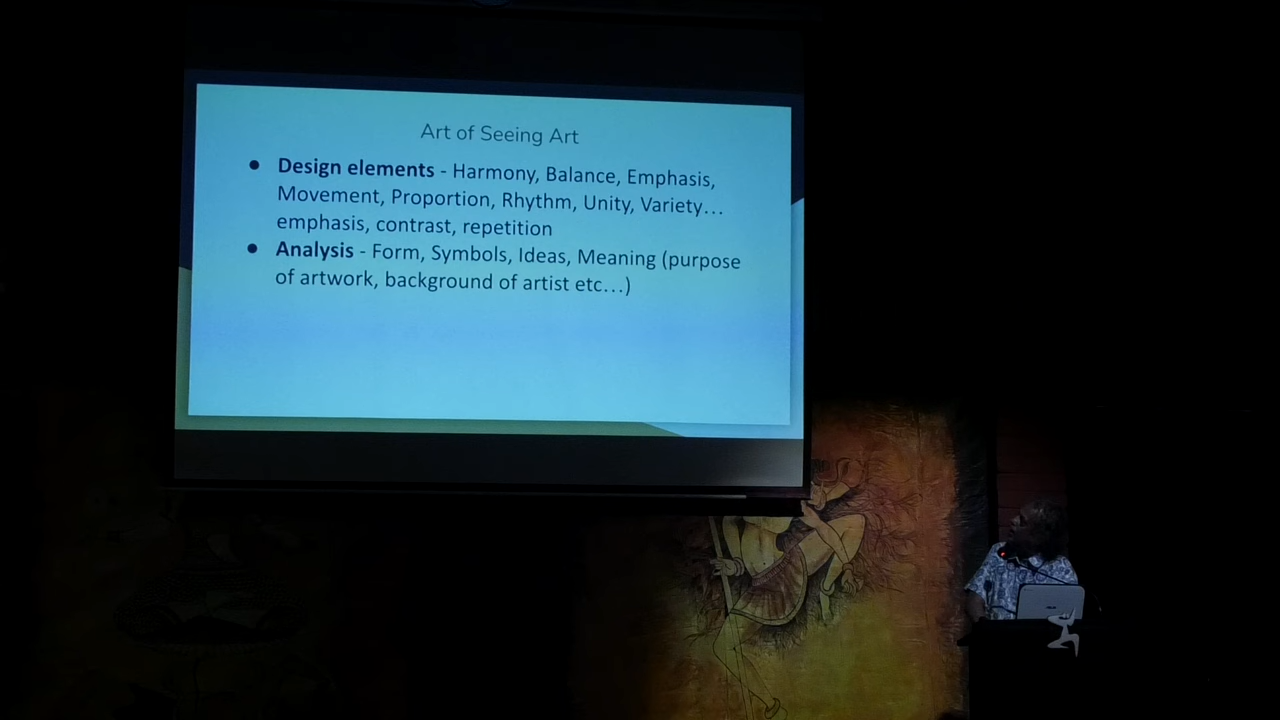 Art of Seeing Art
● Design elements - Harmony, Balance, Emphasis,
Movement, Proportion, Rhythm, Unity, Variety…
emphasis, contrast, repetition
● Analysis - Form, Symbols, Ideas, Meaning (purpose
of artwork, background of artist etc…)